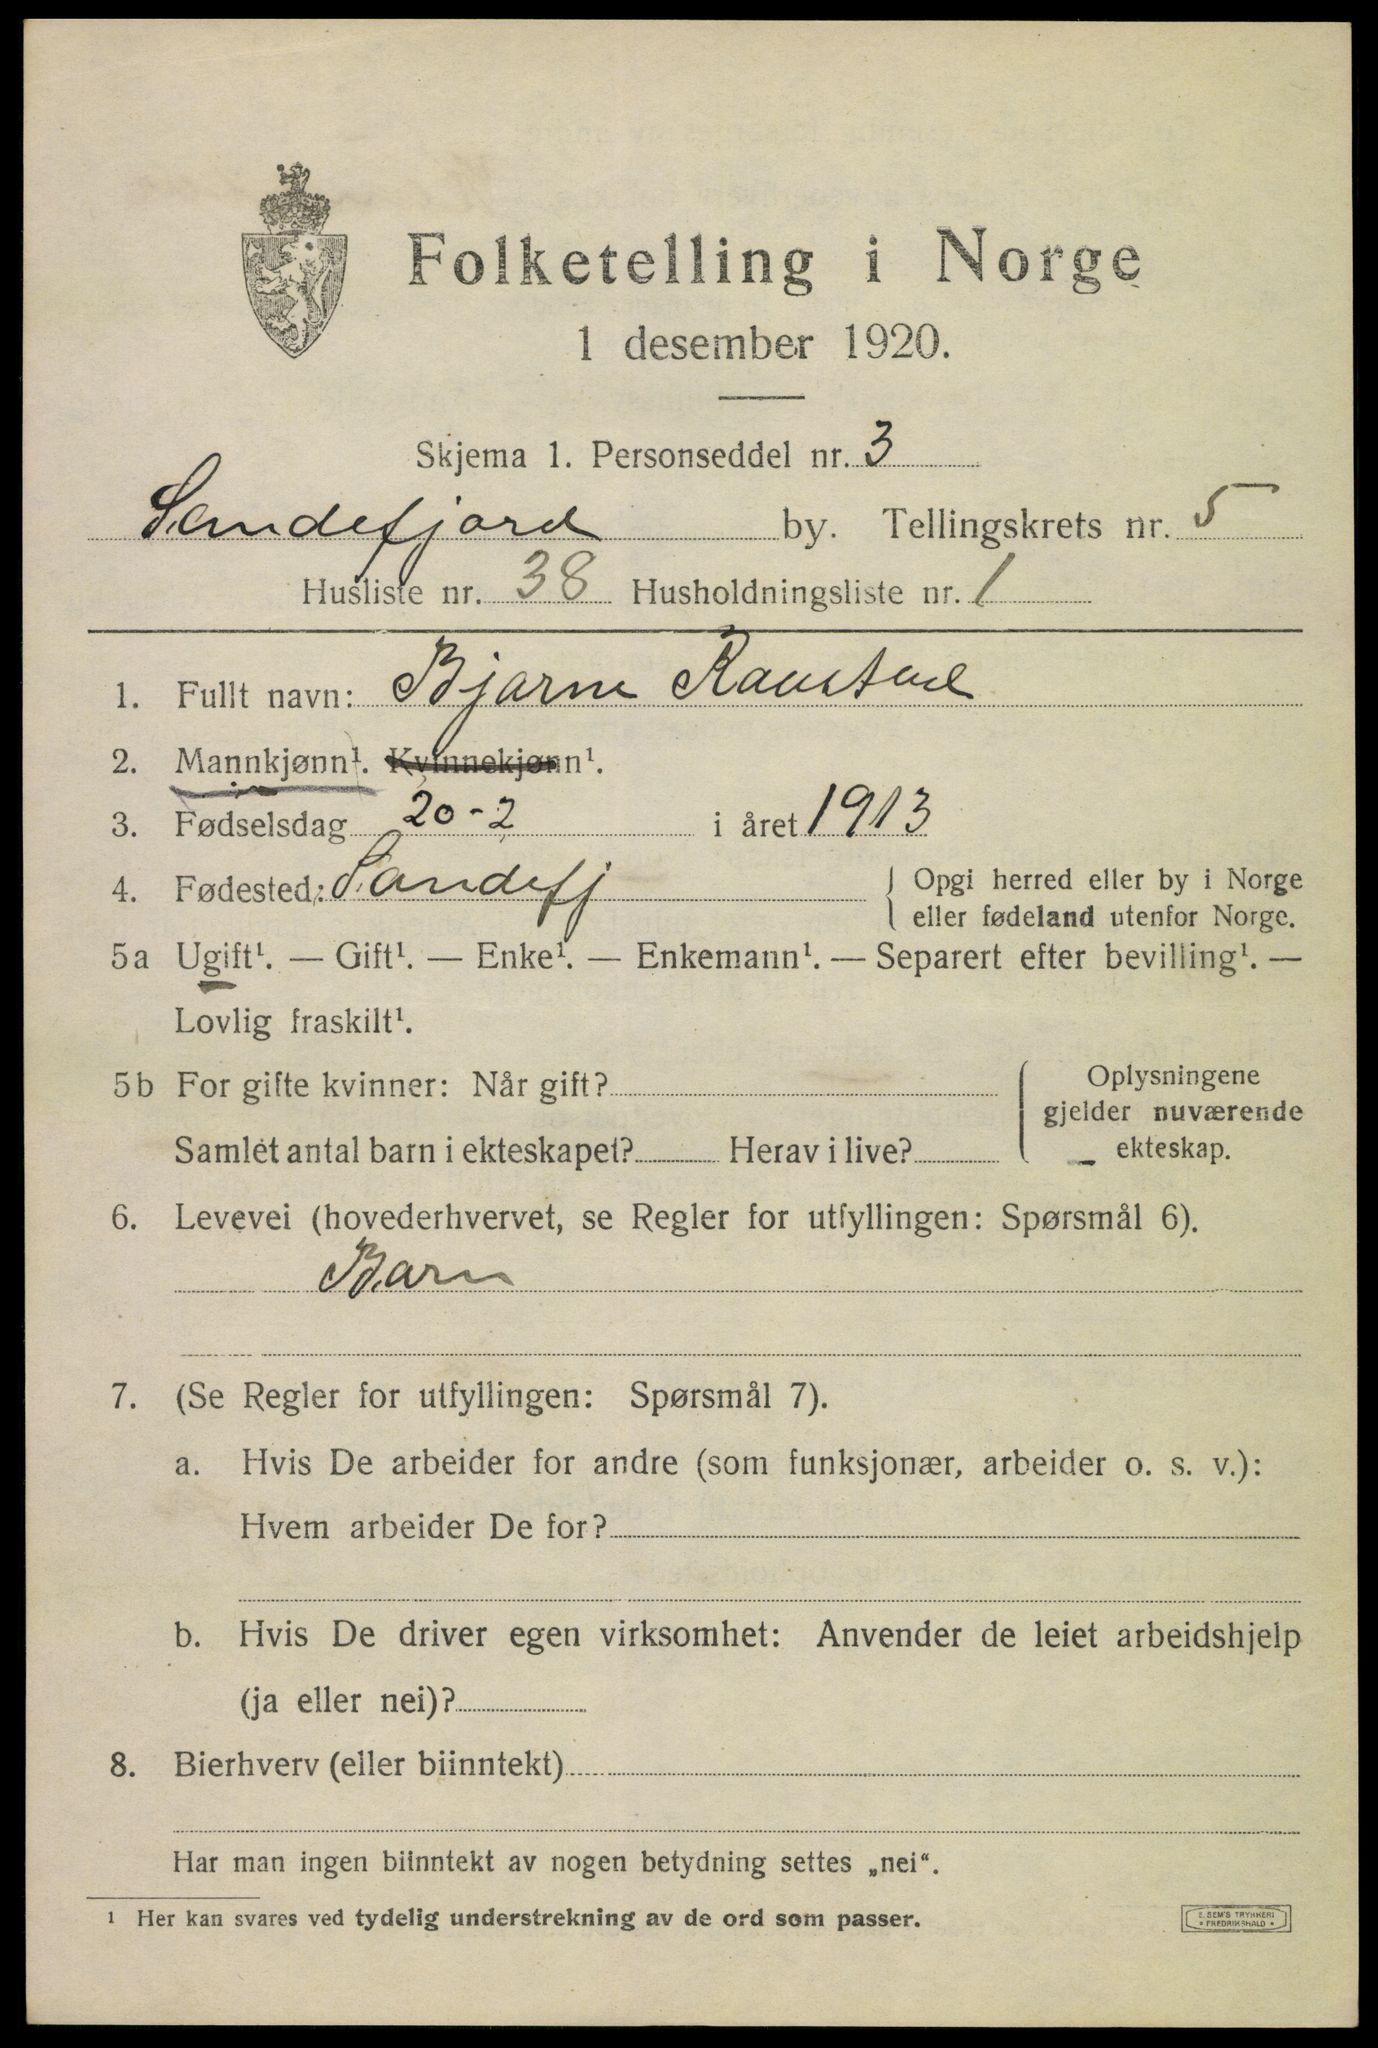 Folketelling i Norge
1 desember 1920.
Skjema 1. Personseddel nr. 3
Sandefjord by. Tellingskrets nr. 5
Husliste nr. 38 Husholdningsliste nr. 1
1. Fullt navn: Bjarne
2. Mannkjønn¹. Kvinnekjønn¹.
3. Fødselsdag 20-2 i året 1913
4. Fødested: Sandefj { Opgi herred eller by i Norge
eller fødeland utenfor Norge.
5a Ugift¹. — Gift¹. — Enke¹. — Enkemann¹. — Separert efter bevilling¹. —
Lovlig fraskilt¹.
5b For gifte kvinner: Når gift? { Oplysningene
gjelder nuværende
Samlet antal barn i ekteskapet? Herav i live? ekteskap.
6. Levevei (hovederhvervet, se Regler for utfyllingen: Spørsmål 6).
Barn
7. (Se Regler for utfyllingen: Spørsmål 7).
a. Hvis De arbeider for andre (som funksjonær, arbeider o. s. v.):
Hvem arbeider De for?
b. Hvis De driver egen virksomhet: Anvender de leiet arbeidshjelp
(ja eller nei)?
8. Bierhverv (eller biinntekt)
Har man ingen biinntekt av nogen betydning settes „nei“.
¹ Her kan svares ved tydelig understrekning av de ord som passer.
E. SEM'S TRYKKERI
• FREDRIKSHALD •